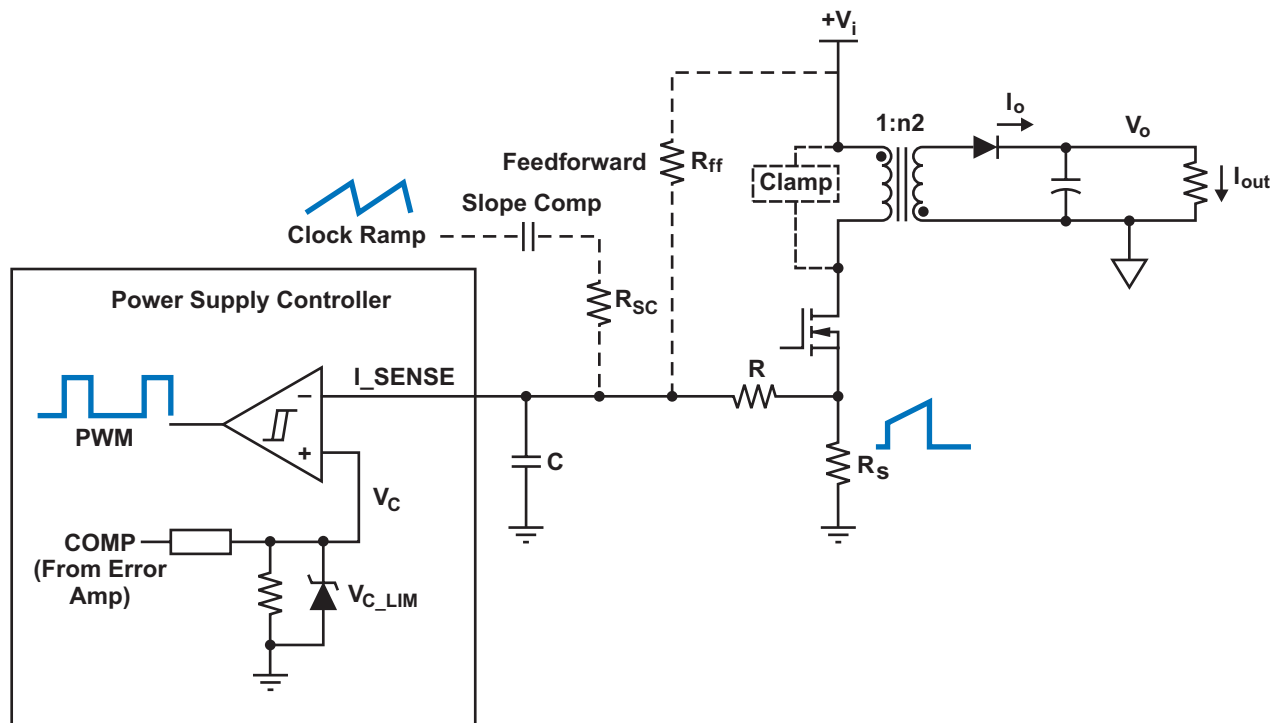 +Vi
1:n2
Io
Vo
Feedforward
Rff
Clamp
Iout
Slope Comp
Clock Ramp
RSC
Power Supply Controller
I_SENSE
R
−
+
PWM
C
Rs
VC
COMP
(From Error
Amp)
VC_LIM